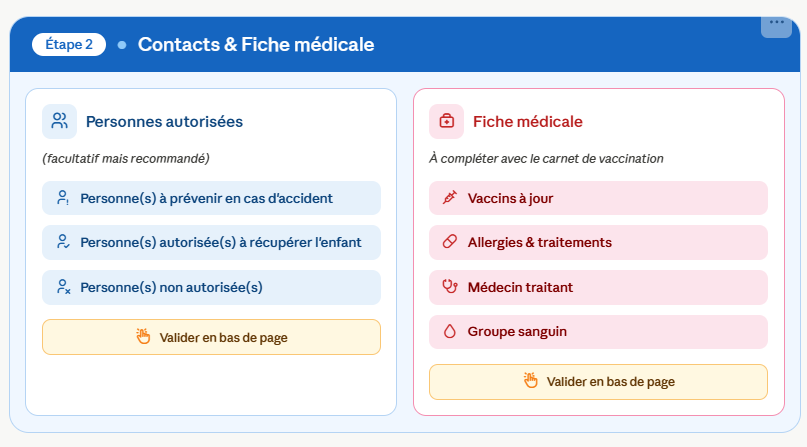 Étape 2
Contacts & Fiche médicale
Personnes autorisées
(facultatif mais recommandé)
Personne(s) à prévenir en cas d'accident
Personne(s) autorisée(s) à récupérer l'enfant
Personne(s) non autorisée(s)
Valider en bas de page
Fiche médicale
À compléter avec le carnet de vaccination
Vaccins à jour
Allergies & traitements
Médecin traitant
Groupe sanguin
Valider en bas de page